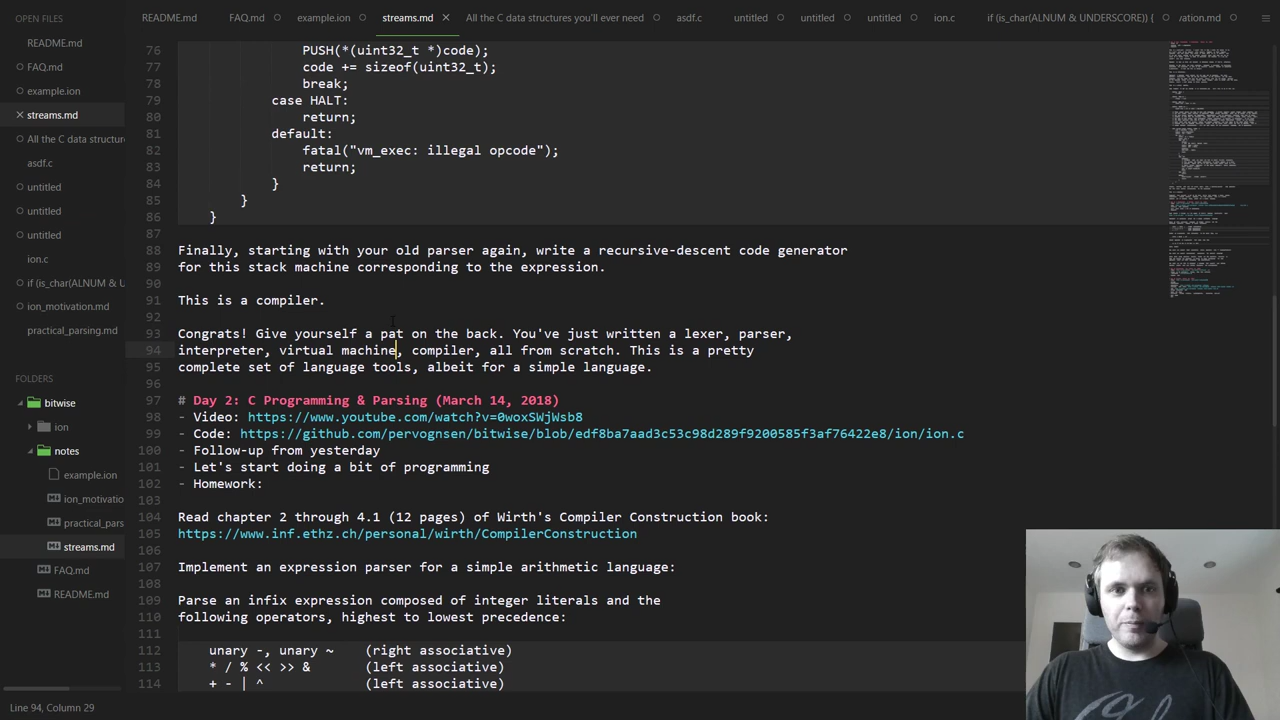 OPEN FILES
README.md
FAQ.md
example.ion
streams.md
All the C data structure
asdf.c
untitled
untitled
untitled
ion.c
if (is_char(ALNUM & U
ion_motivation.md
practical_parsing.md
FOLDERS
bitwise
ion
notes
example.ion
ion_motivatio
practical_pars
streams.md
FAQ.md
README.md
README.md
FAQ.md
example.ion
streams.md
All the C data structures you'll ever need
asdf.c
untitled
untitled
untitled
ion.c
if (is_char(ALNUM & UNDERSCORE)) {
vation.md
76 PUSH(*(uint32_t *)code);
77 code += sizeof(uint32_t);
78 break;
79 case HALT:
80 return;
81 default:
82 fatal("vm_exec: illegal opcode");
83 return;
84 }
85 }
86 }
87
88 Finally, starting with your old parser again, write a recursive-descent code generator
89 for this stack machine corresponding to the input expression.
90
91 This is a compiler.
92
93 Congrats! Give yourself a pat on the back. You've just written a lexer, parser,
94 interpreter, virtual machine, compiler, all from scratch. This is a pretty
95 complete set of language tools, albeit for a simple language.
96
97 # Day 2: C Programming & Parsing (March 14, 2018)
98 - Video: https://www.youtube.com/watch?v=0woxSWjWsb8
99 - Code: https://github.com/pervognsen/bitwise/blob/edf8ba7aad3c53c98d289f9200585f3af76422e8/ion/ion.c
100 - Follow-up from yesterday
101 - Let's start doing a bit of programming
102 - Homework:
103
104 Read chapter 2 through 4.1 (12 pages) of Wirth's Compiler Construction book:
105 https://www.inf.ethz.ch/personal/wirth/CompilerConstruction
106
107 Implement an expression parser for a simple arithmetic language:
108
109 Parse an infix expression composed of integer literals and the
110 following operators, highest to lowest precedence:
111
112 unary -, unary ~ (right associative)
113 * / % << >> & (left associative)
114 + - | ^ (left associative)
Line 94, Column 29